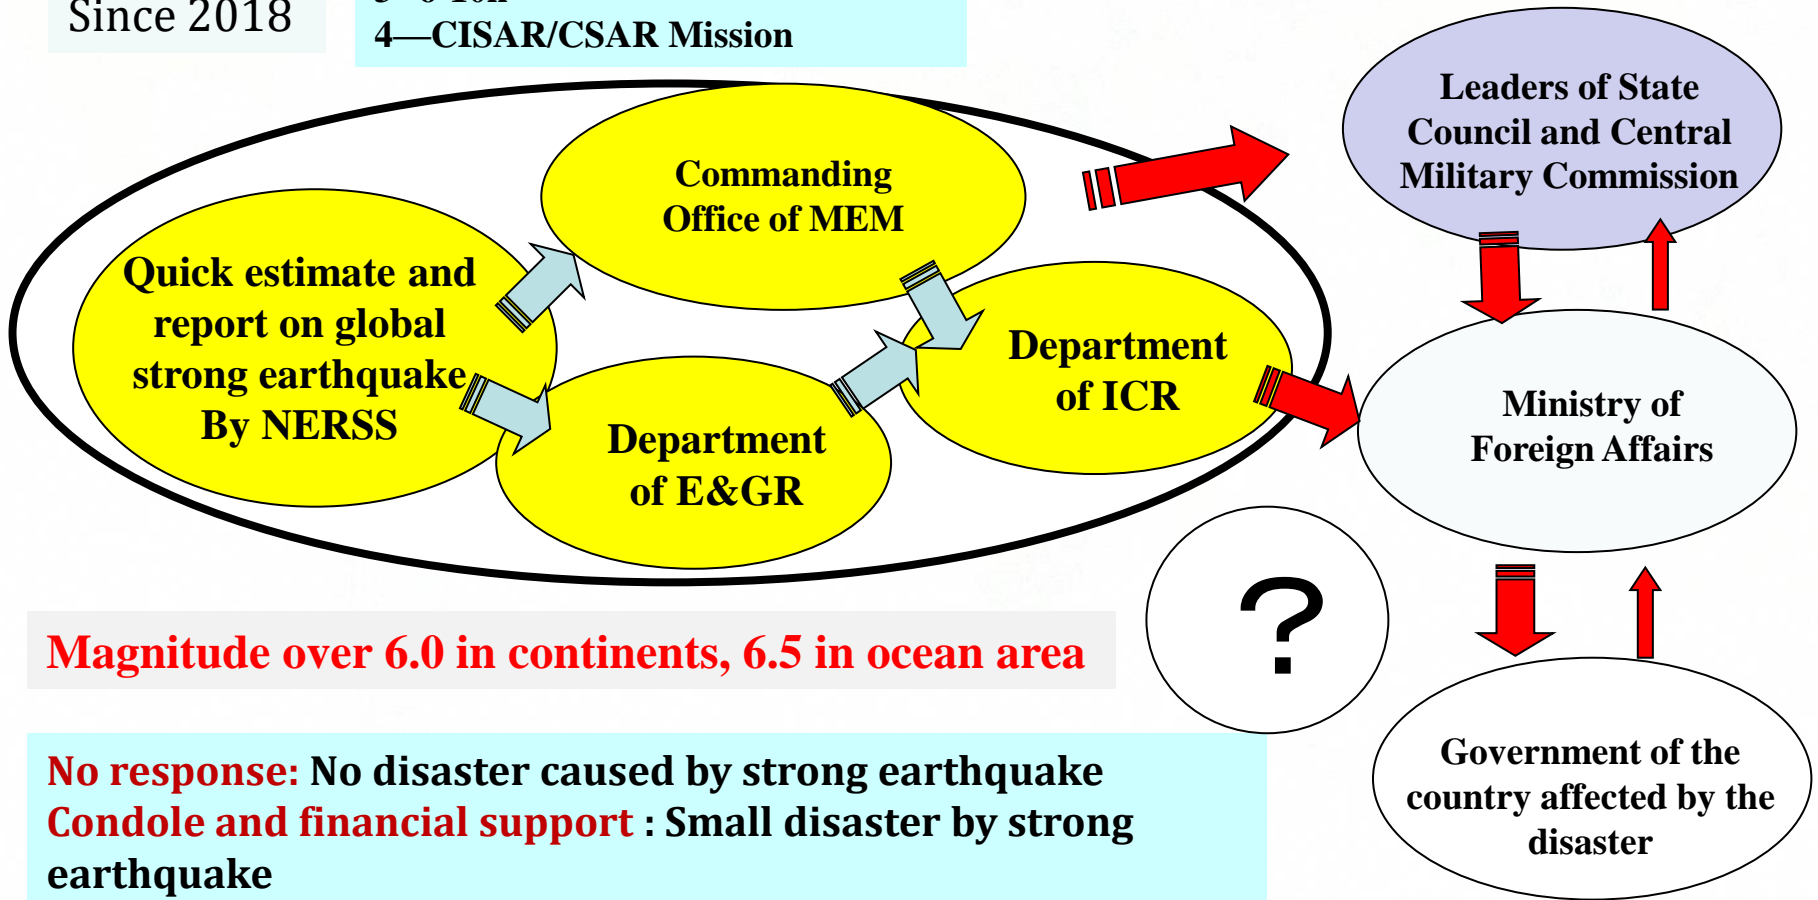 Since 2018
4—CISAR/CSAR Mission
Leaders of State
Council and Central
Military Commission
Commanding
Office of MEM
Quick estimate and
report on global
strong earthquake
By NERSS
Department
of ICR
Department
of E&GR
Ministry of
Foreign Affairs
?
Magnitude over 6.0 in continents, 6.5 in ocean area
No response: No disaster caused by strong earthquake
Condole and financial support : Small disaster by strong
earthquake
Government of the
country affected by the
disaster